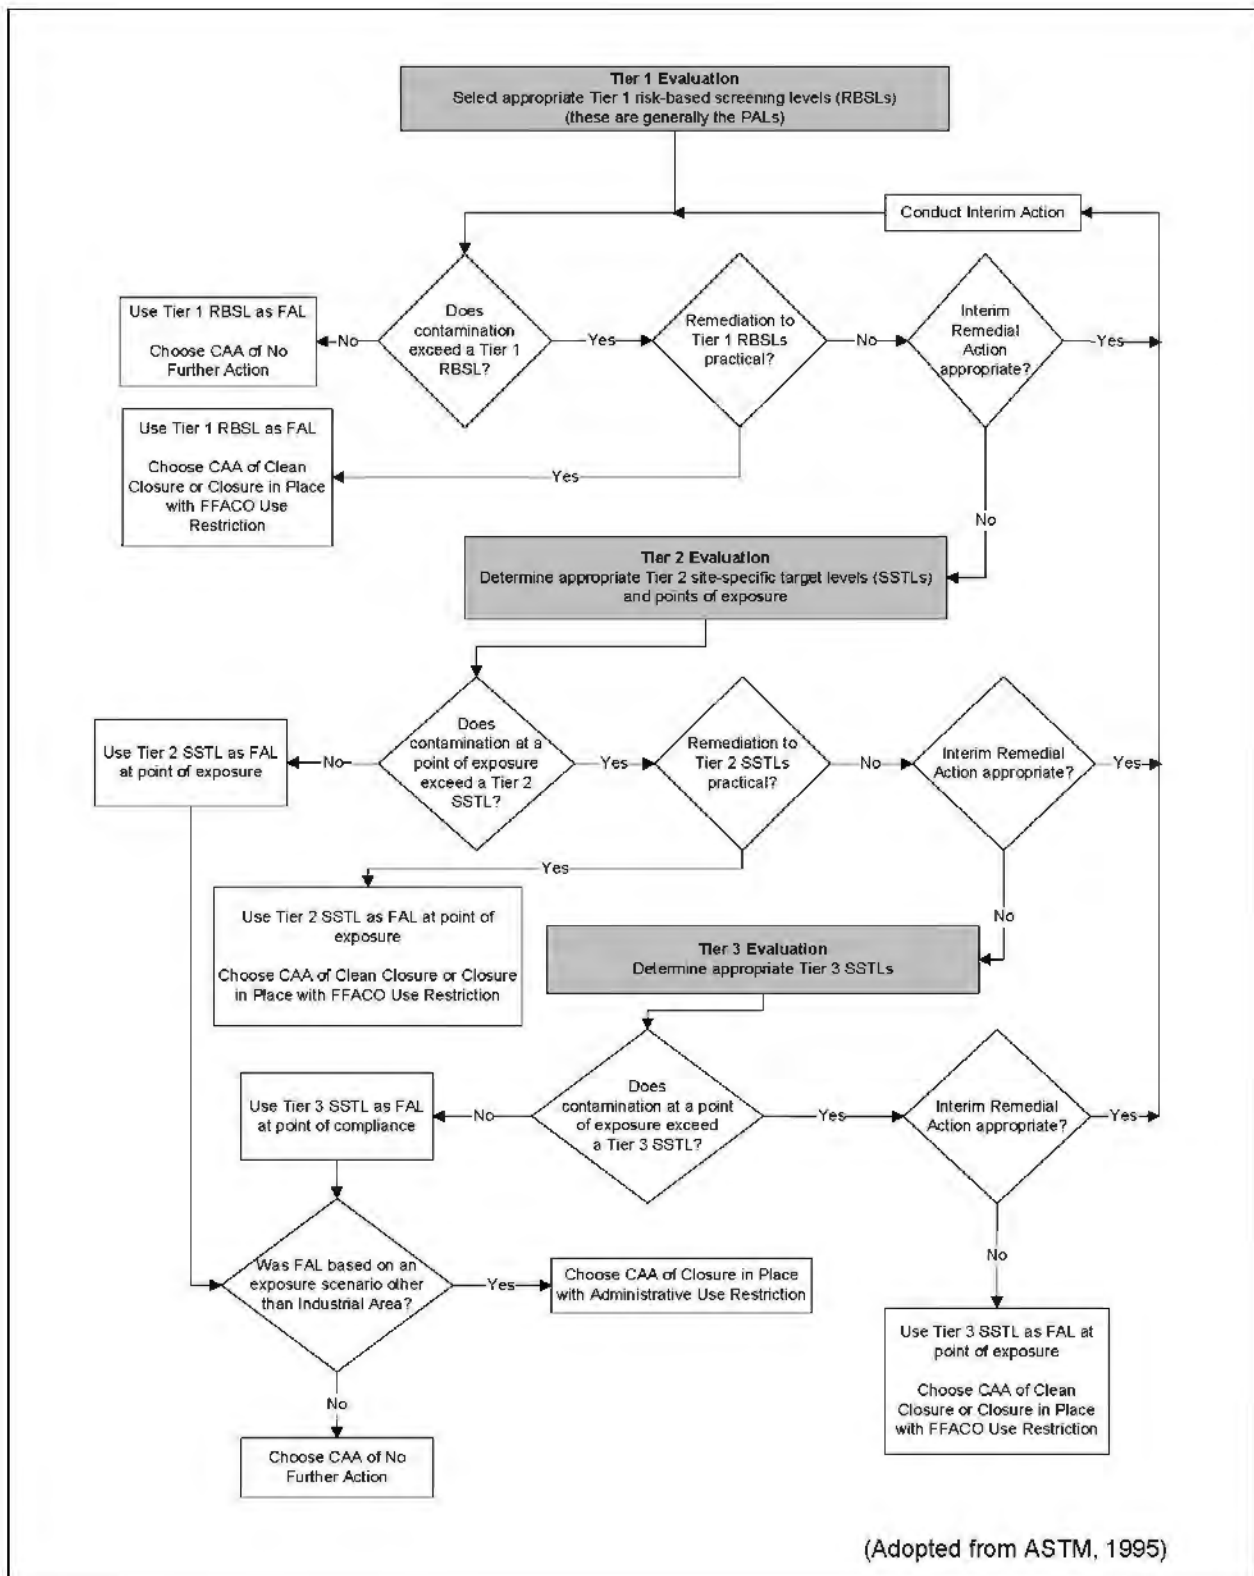 Tier 1 Evaluation
Select appropriate Tier 1 risk-based screening levels (RBSLs)
(these are generally the PALs)
Conduct Interim Action
Use Tier 1 RBSL as FAL
Choose CAA of No
Further Action
No
Does
contamination
exceed a Tier 1
RBSL?
Yes
Remediation to
Tier 1 RBSLs
practical?
No
Interim
Remedial
Action
appropriate?
Yes
Use Tier 1 RBSL as FAL
Choose CAA of Clean
Closure or Closure in Place
with FFACO Use
Restriction
Yes
No
Tier 2 Evaluation
Determine appropriate Tier 2 site-specific target levels (SSTLs)
and points of exposure
Use Tier 2 SSTL as FAL
at point of exposure
No
Does
contamination at a
point of exposure
exceed a Tier 2
SSTL?
Yes
Remediation to
Tier 2 SSTLs
practical?
No
Interim Remedial
Action appropriate?
Yes
Yes
Use Tier 2 SSTL as FAL at point of
exposure
Choose CAA of Clean Closure or Closure
in Place with FFACO Use Restriction
No
Tier 3 Evaluation
Determine appropriate Tier 3 SSTLs
Use Tier 3 SSTL as FAL
at point of compliance
No
Does
contamination at a point
of exposure exceed
a Tier 3 SSTL?
Yes
Interim Remedial
Action appropriate?
Yes
Was FAL based on an
exposure scenario other
than Industrial Area?
Yes
Choose CAA of Closure in Place
with Administrative Use Restriction
No
Use Tier 3 SSTL as FAL at
point of exposure
Choose CAA of Clean
Closure or Closure in Place
with FFACO Use Restriction
No
Choose CAA of No
Further Action
(Adopted from ASTM, 1995)